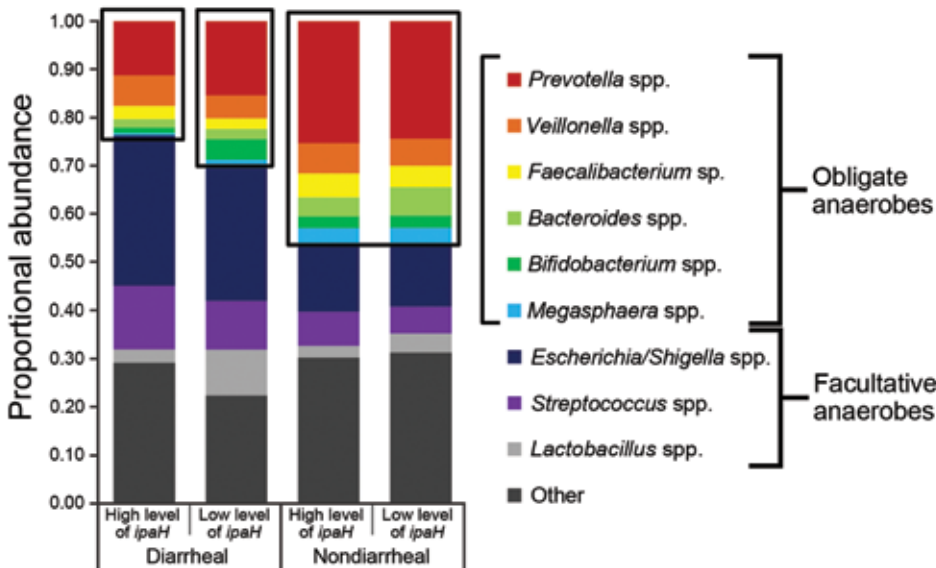 Proportional abundance
1.00
0.90
0.80
0.70
0.60
0.50
0.40
0.30
0.20
0.10
0.00
High level
of ipaH
Low level
of ipaH
High level
of ipaH
Low level
of ipaH
Diarrheal
Nondiarrheal
Prevotella spp.
Veillonella spp.
Faecalibacterium sp.
Bacteroides spp.
Bifidobacterium spp.
Megasphaera spp.
Escherichia/Shigella spp.
Streptococcus spp.
Lactobacillus spp.
Other
Obligate
anaerobes
Facultative
anaerobes